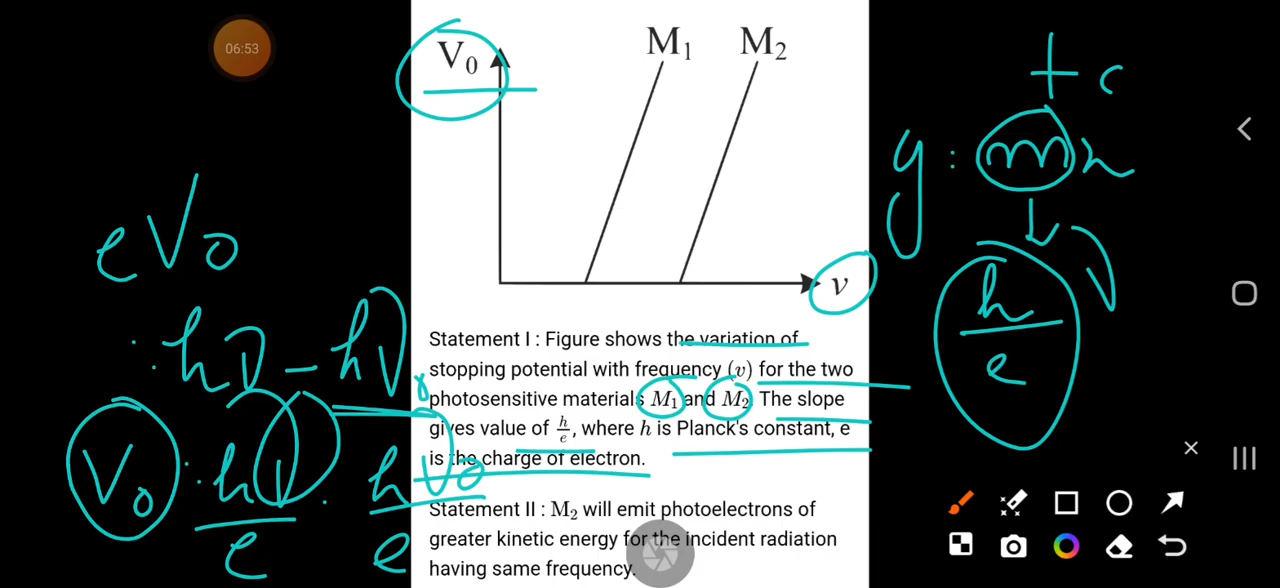 06:53
V₀
M₁ M₂
+ c
y : m x
h
e
ν
eV₀
: hν - hν₀
V₀ : hν . hν₀
e e
Statement I : Figure shows the variation of
stopping potential with frequency (v) for the two
photosensitive materials M₁ and M₂. The slope
gives value of h/e, where h is Planck's constant, e
is the charge of electron.
Statement II : M₂ will emit photoelectrons of
greater kinetic energy for the incident radiation
having same frequency.